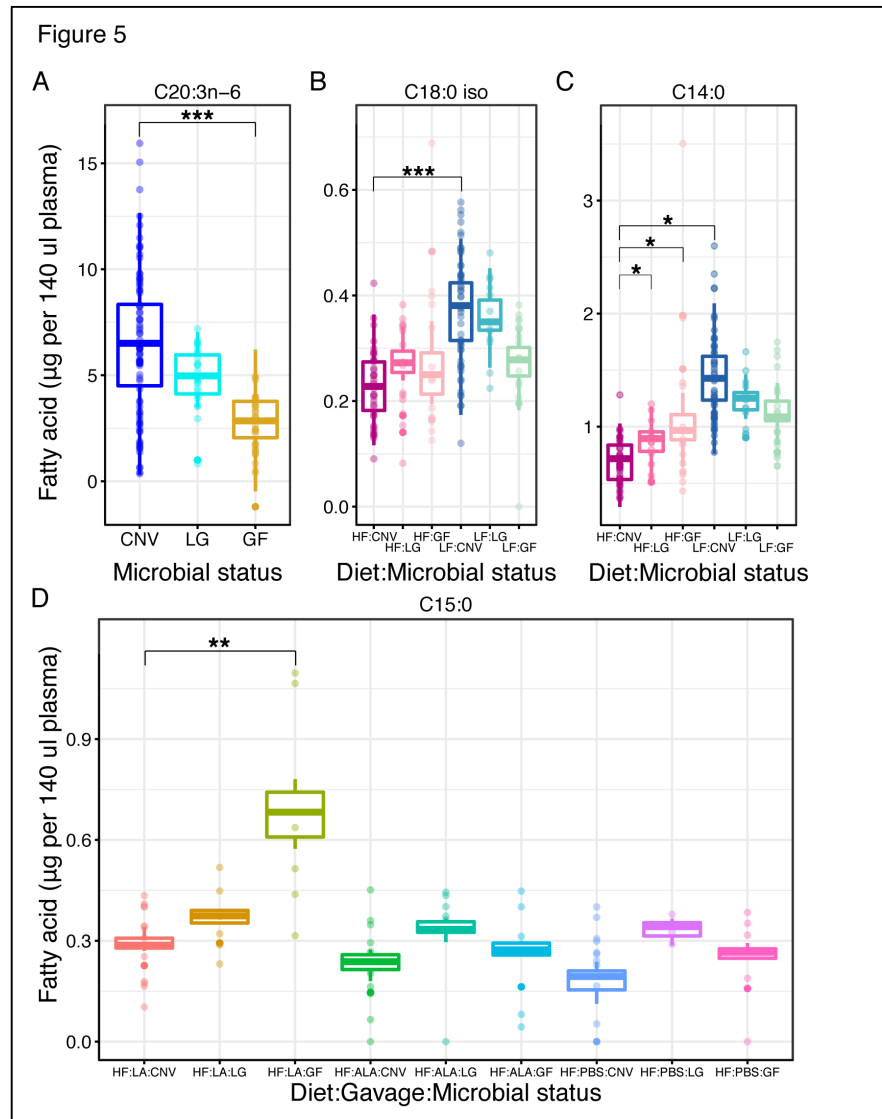 Figure 5
A
C20:3n−6
***
Fatty acid (µg per 140 ul plasma)
15
10
5
0
CNV LG GF
Microbial status
B
C18:0 iso
***
0.6
0.4
0.2
0.0
HF:CNV HF:LG HF:GF LF:CNV LF:LG LF:GF
Diet:Microbial status
C
C14:0
*
*
*
3
2
1
HF:CNV HF:LG HF:GF LF:CNV LF:LG LF:GF
Diet:Microbial status
D
C15:0
**
Fatty acid (µg per 140 ul plasma)
0.9
0.6
0.3
0.0
HF:LA:CNV HF:LA:LG HF:LA:GF HF:ALA:CNV HF:ALA:LG HF:ALA:GF HF:PBS:CNV HF:PBS:LG HF:PBS:GF
Diet:Gavage:Microbial status